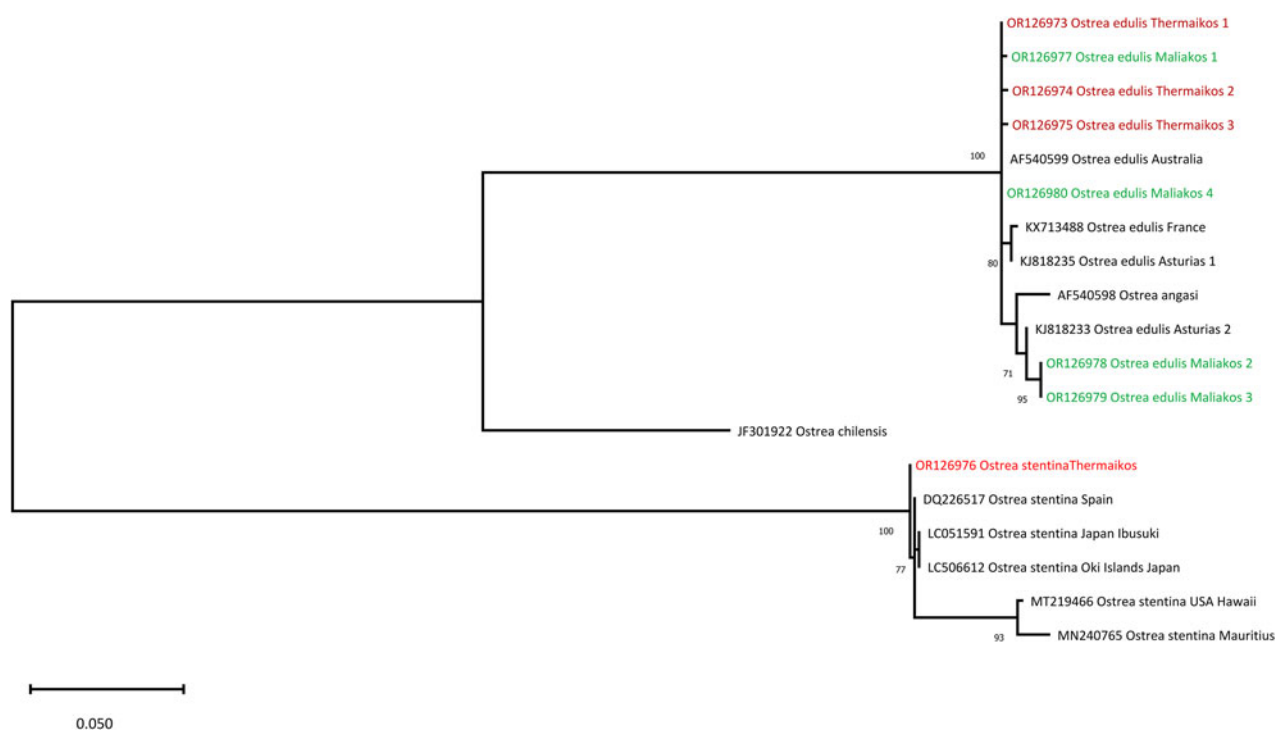 OR126973 Ostrea edulis Thermaikos 1
OR126977 Ostrea edulis Maliakos 1
OR126974 Ostrea edulis Thermaikos 2
OR126975 Ostrea edulis Thermaikos 3
100
AF540599 Ostrea edulis Australia
OR126980 Ostrea edulis Maliakos 4
KX713488 Ostrea edulis France
80
KJ818235 Ostrea edulis Asturias 1
AF540598 Ostrea angasi
KJ818233 Ostrea edulis Asturias 2
OR126978 Ostrea edulis Maliakos 2
71
95
OR126979 Ostrea edulis Maliakos 3
JF301922 Ostrea chilensis
OR126976 Ostrea stentinaThermaikos
DQ226517 Ostrea stentina Spain
100
LC051591 Ostrea stentina Japan Ibusuki
77
LC506612 Ostrea stentina Oki Islands Japan
MT219466 Ostrea stentina USA Hawaii
93
MN240765 Ostrea stentina Mauritius
0.050